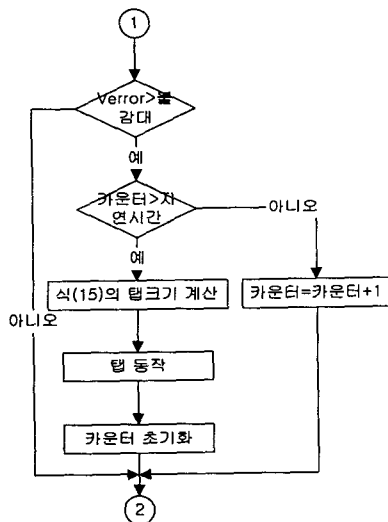 1
Verror>불
감대
예
카운터>지
연시간
아니오
예
식(15)의 탭크기 계산
카운터=카운터+1
아니오
탭 동작
카운터 초기화
2